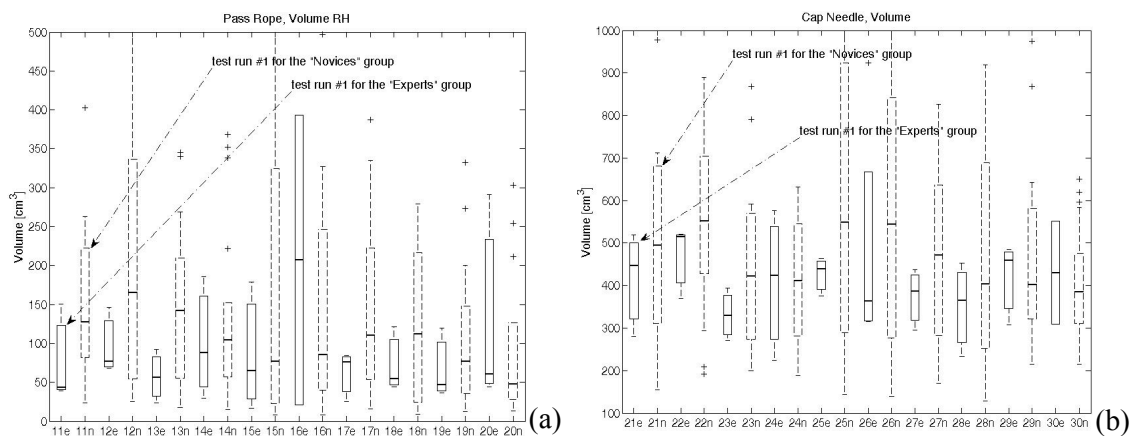 Pass Rope, Volume RH
500
450
400
350
300
250
200
150
100
50
0
Volume [cm³]
test run #1 for the "Novices" group
test run #1 for the "Experts" group
11e 11n 12e 12n 13e 13n 14e 14n 15e 15n 16e 16n 17e 17n 18e 18n 19e 19n 20e 20n
(a)
Cap Needle, Volume
1000
900
800
700
600
500
400
300
200
100
Volume [cm³]
test run #1 for the "Novices" group
test run #1 for the "Experts" group
21e 21n 22e 22n 23e 23n 24e 24n 25e 25n 26e 26n 27e 27n 28e 28n 29e 29n 30e 30n
(b)